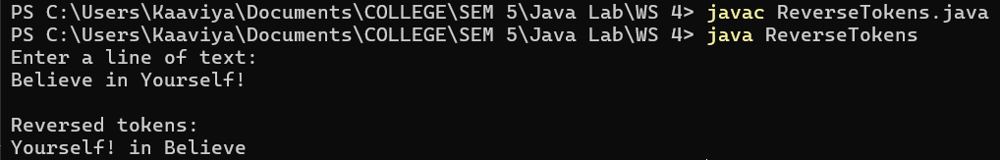 PS C:\Users\Kaaviya\Documents\COLLEGE\SEM 5\Java Lab\WS 4> javac ReverseTokens.java
PS C:\Users\Kaaviya\Documents\COLLEGE\SEM 5\Java Lab\WS 4> java ReverseTokens
Enter a line of text:
Believe in Yourself!
Reversed tokens:
Yourself! in Believe